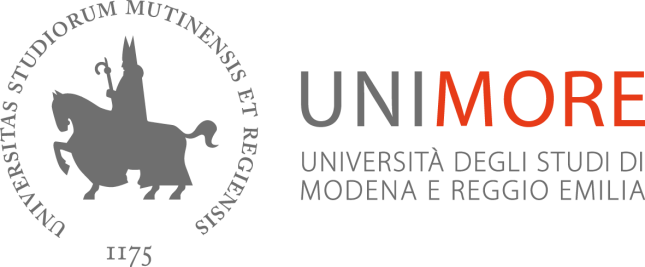 UNIVERSITAS STUDIORUM MUTINENSIS ET REGIENSIS
1175
UNIMORE
UNIVERSITÀ DEGLI STUDI DI
MODENA E REGGIO EMILIA